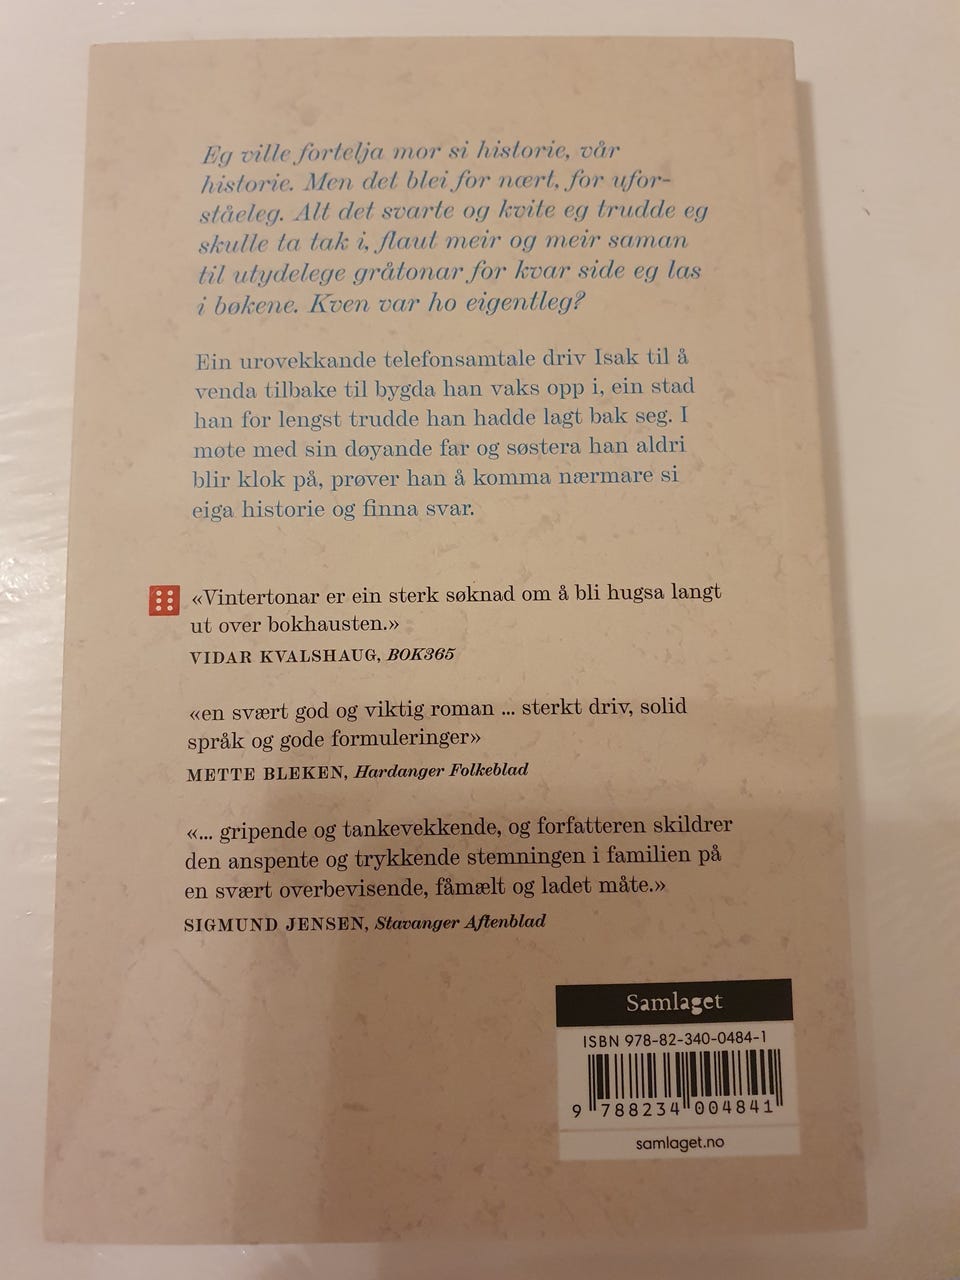 Eg ville fortelja mor si historie, vår
historie. Men det blei for nært, for ufor-
ståeleg. Alt det svarte og kvite eg trudde eg
skulle ta tak i, flaut meir og meir saman
til utydelege gråtonar for kvar side eg las
i bøkene. Kven var ho eigentleg?
Ein urovekkande telefonsamtale driv Isak til å
venda tilbake til bygda han vaks opp i, ein stad
han for lengst trudde han hadde lagt bak seg. I
møte med sin døyande far og søstera han aldri
blir klok på, prøver han å komma nærmare si
eiga historie og finna svar.
«Vintertonar er ein sterk søknad om å bli hugsa langt
ut over bokhausten.»
VIDAR KVALSHAUG, BOK365
«en svært god og viktig roman ... sterkt driv, solid
språk og gode formuleringer»
METTE BLEKEN, Hardanger Folkeblad
«... gripende og tankevekkende, og forfatteren skildrer
den anspente og trykkende stemningen i familien på
en svært overbevisende, fåmælt og ladet måte.»
SIGMUND JENSEN, Stavanger Aftenblad
Samlaget
ISBN 978-82-340-0484-1
9 788234 004841
samlaget.no